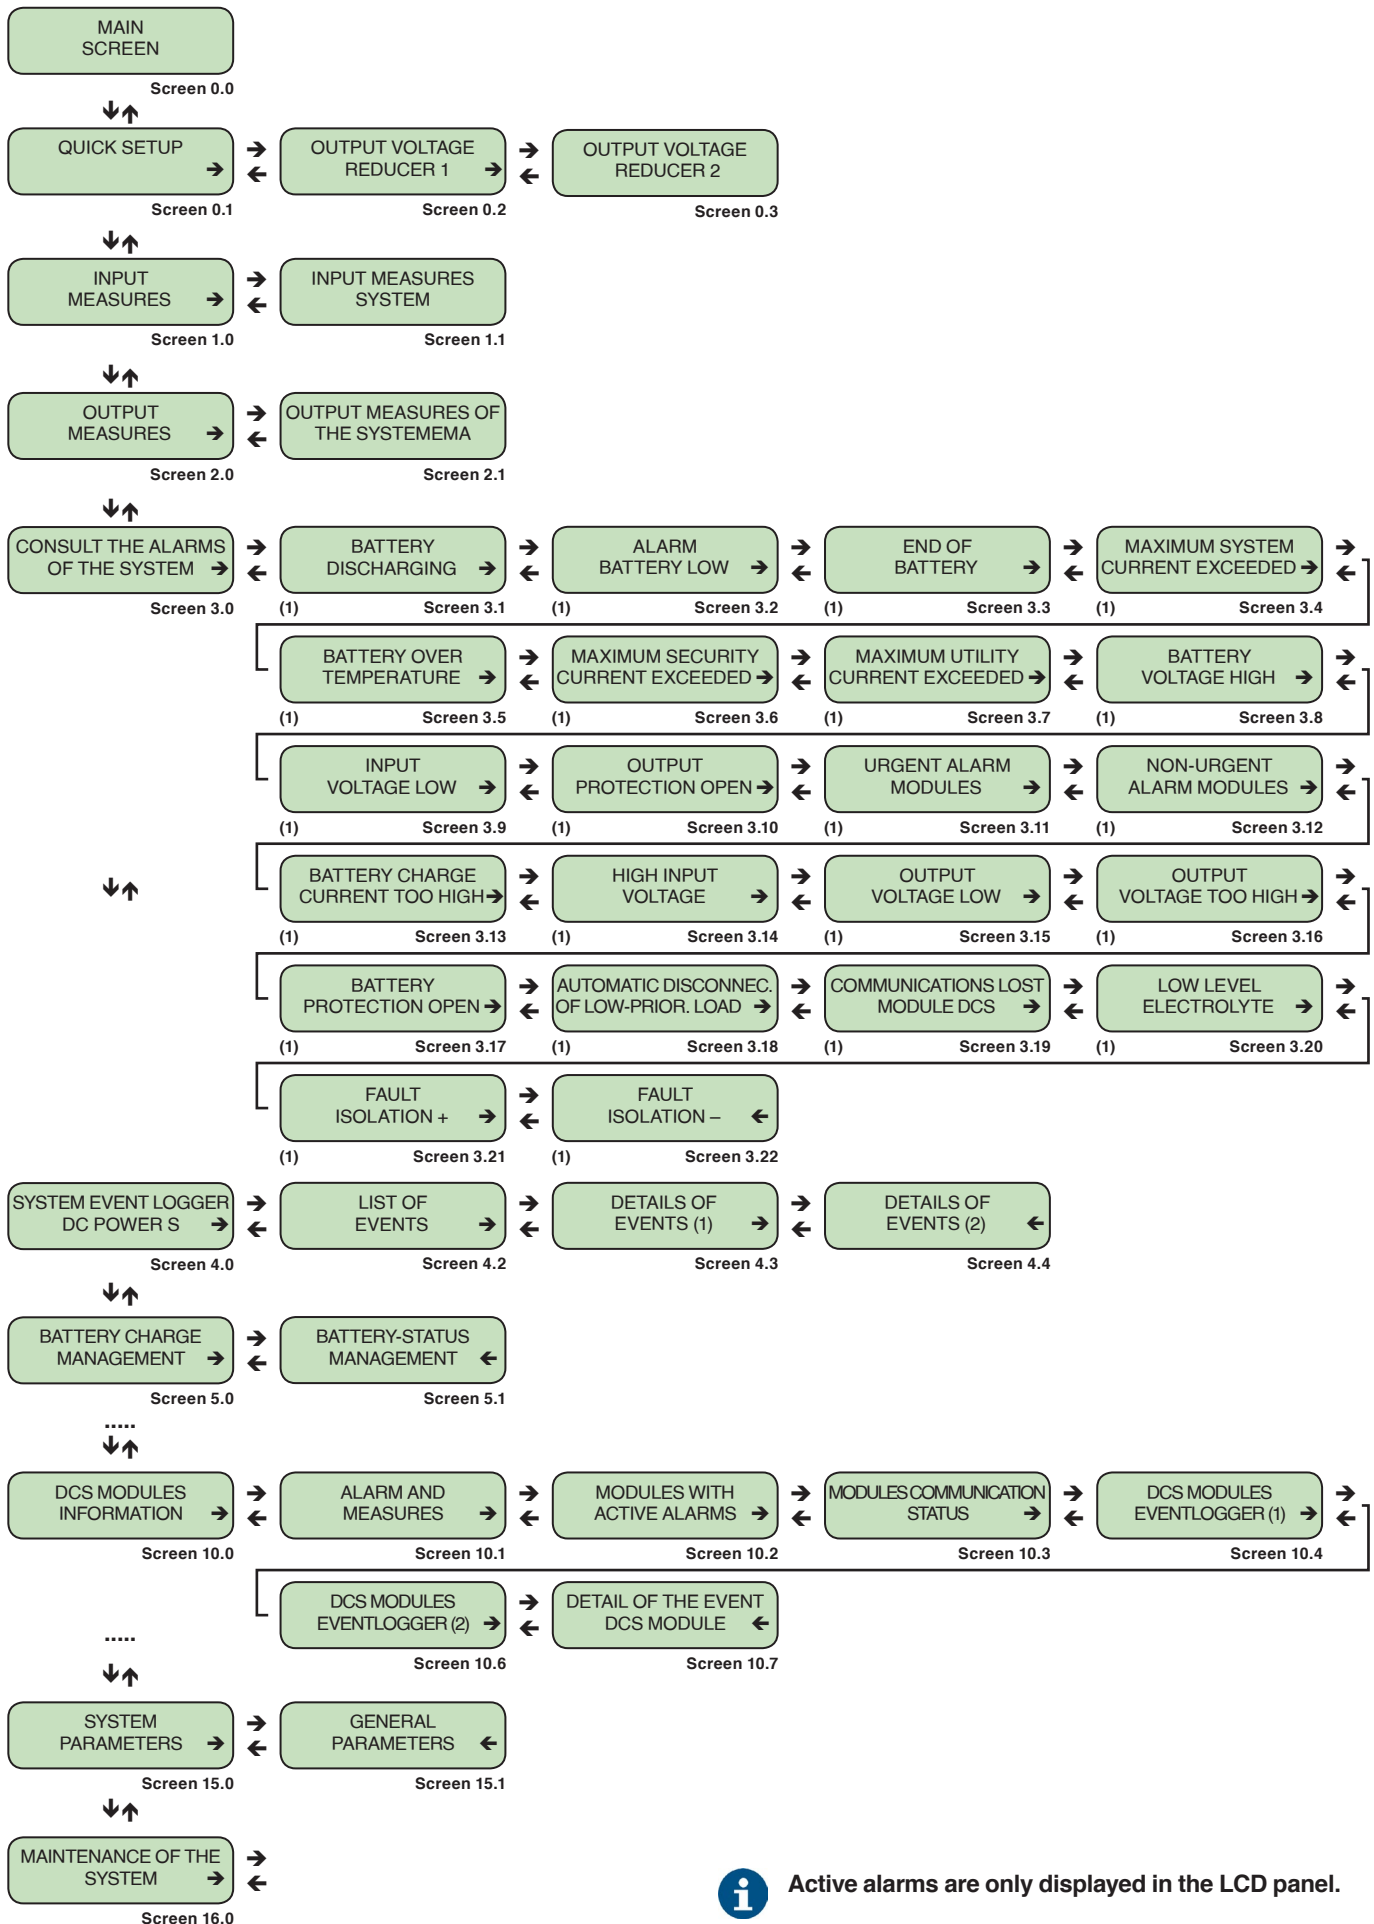 MAIN
SCREEN
Screen 0.0
QUICK SETUP
Screen 0.1
OUTPUT VOLTAGE
REDUCER 1
Screen 0.2
OUTPUT VOLTAGE
REDUCER 2
Screen 0.3
INPUT
MEASURES
Screen 1.0
INPUT MEASURES
SYSTEM
Screen 1.1
OUTPUT
MEASURES
Screen 2.0
OUTPUT MEASURES OF
THE SYSTEMEMA
Screen 2.1
CONSULT THE ALARMS
OF THE SYSTEM
Screen 3.0
BATTERY
DISCHARGING
(1) Screen 3.1
ALARM
BATTERY LOW
(1) Screen 3.2
END OF
BATTERY
(1) Screen 3.3
MAXIMUM SYSTEM
CURRENT EXCEEDED
(1) Screen 3.4
BATTERY OVER
TEMPERATURE
(1) Screen 3.5
MAXIMUM SECURITY
CURRENT EXCEEDED
(1) Screen 3.6
MAXIMUM UTILITY
CURRENT EXCEEDED
(1) Screen 3.7
BATTERY
VOLTAGE HIGH
(1) Screen 3.8
INPUT
VOLTAGE LOW
(1) Screen 3.9
OUTPUT
PROTECTION OPEN
(1) Screen 3.10
URGENT ALARM
MODULES
(1) Screen 3.11
NON-URGENT
ALARM MODULES
(1) Screen 3.12
BATTERY CHARGE
CURRENT TOO HIGH
(1) Screen 3.13
HIGH INPUT
VOLTAGE
(1) Screen 3.14
OUTPUT
VOLTAGE LOW
(1) Screen 3.15
OUTPUT
VOLTAGE TOO HIGH
(1) Screen 3.16
BATTERY
PROTECTION OPEN
(1) Screen 3.17
AUTOMATIC DISCONNEC.
OF LOW-PRIOR. LOAD
(1) Screen 3.18
COMMUNICATIONS LOST
MODULE DCS
(1) Screen 3.19
LOW LEVEL
ELECTROLYTE
(1) Screen 3.20
FAULT
ISOLATION +
(1) Screen 3.21
FAULT
ISOLATION –
(1) Screen 3.22
SYSTEM EVENT LOGGER
DC POWER S
Screen 4.0
LIST OF
EVENTS
Screen 4.2
DETAILS OF
EVENTS (1)
Screen 4.3
DETAILS OF
EVENTS (2)
Screen 4.4
BATTERY CHARGE
MANAGEMENT
Screen 5.0
BATTERY-STATUS
MANAGEMENT
Screen 5.1
.....
DCS MODULES
INFORMATION
Screen 10.0
ALARM AND
MEASURES
Screen 10.1
MODULES WITH
ACTIVE ALARMS
Screen 10.2
MODULES COMMUNICATION
STATUS
Screen 10.3
DCS MODULES
EVENTLOGGER (1)
Screen 10.4
DCS MODULES
EVENTLOGGER (2)
Screen 10.6
DETAIL OF THE EVENT
DCS MODULE
Screen 10.7
.....
SYSTEM
PARAMETERS
Screen 15.0
GENERAL
PARAMETERS
Screen 15.1
MAINTENANCE OF THE
SYSTEM
Screen 16.0
i
Active alarms are only displayed in the LCD panel.